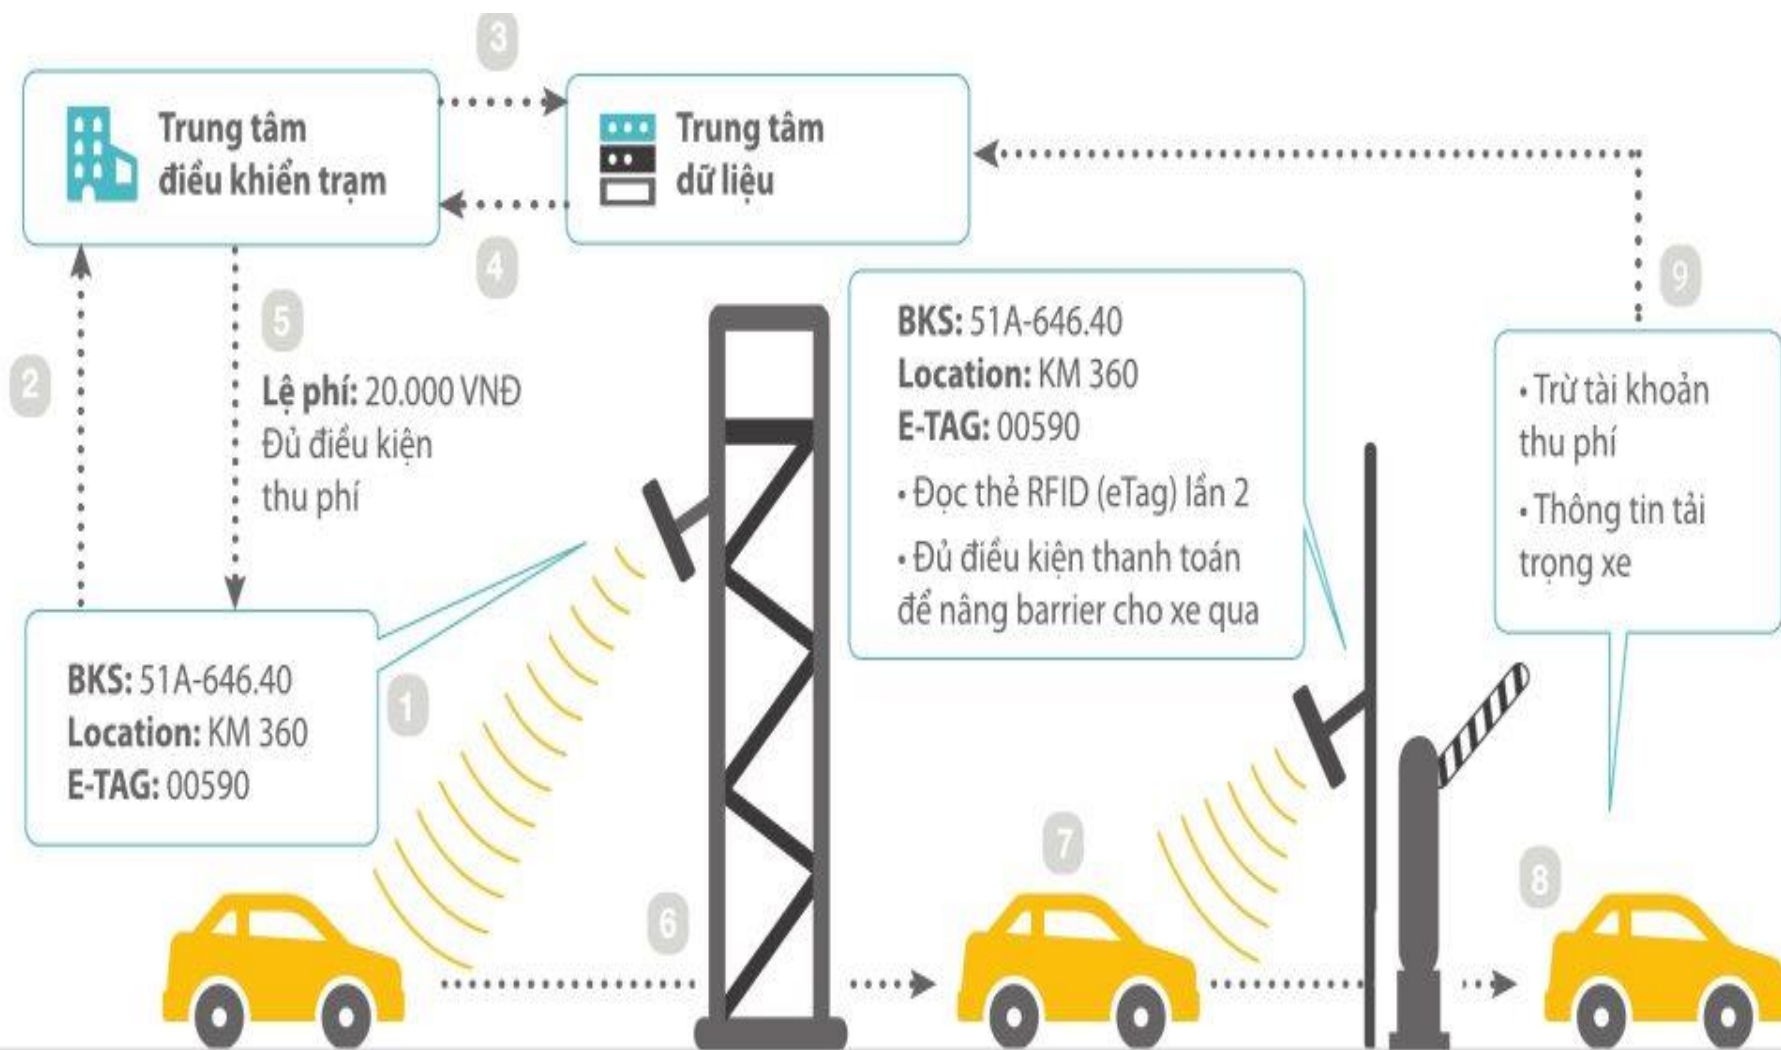 3
Trung tâm
điều khiển trạm
Trung tâm
dữ liệu
4
9
2
5
Lệ phí: 20.000 VNĐ
Đủ điều kiện
thu phí
BKS: 51A-646.40
Location: KM 360
E-TAG: 00590
• Đọc thẻ RFID (eTag) lần 2
• Đủ điều kiện thanh toán
để nâng barrier cho xe qua
• Trừ tài khoản
thu phí
• Thông tin tải
trọng xe
BKS: 51A-646.40
Location: KM 360
E-TAG: 00590
1
6
7
8